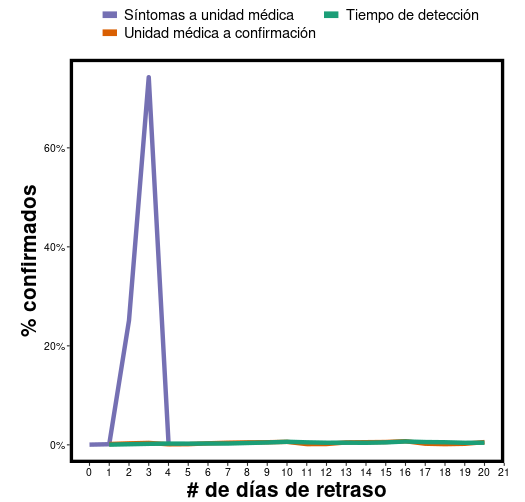 Síntomas a unidad médica Tiempo de detección
Unidad médica a confirmación
60%
40%
20%
0%
% confirmados
0 1 2 3 4 5 6 7 8 9 10 11 12 13 14 15 16 17 18 19 20 21
# de días de retraso